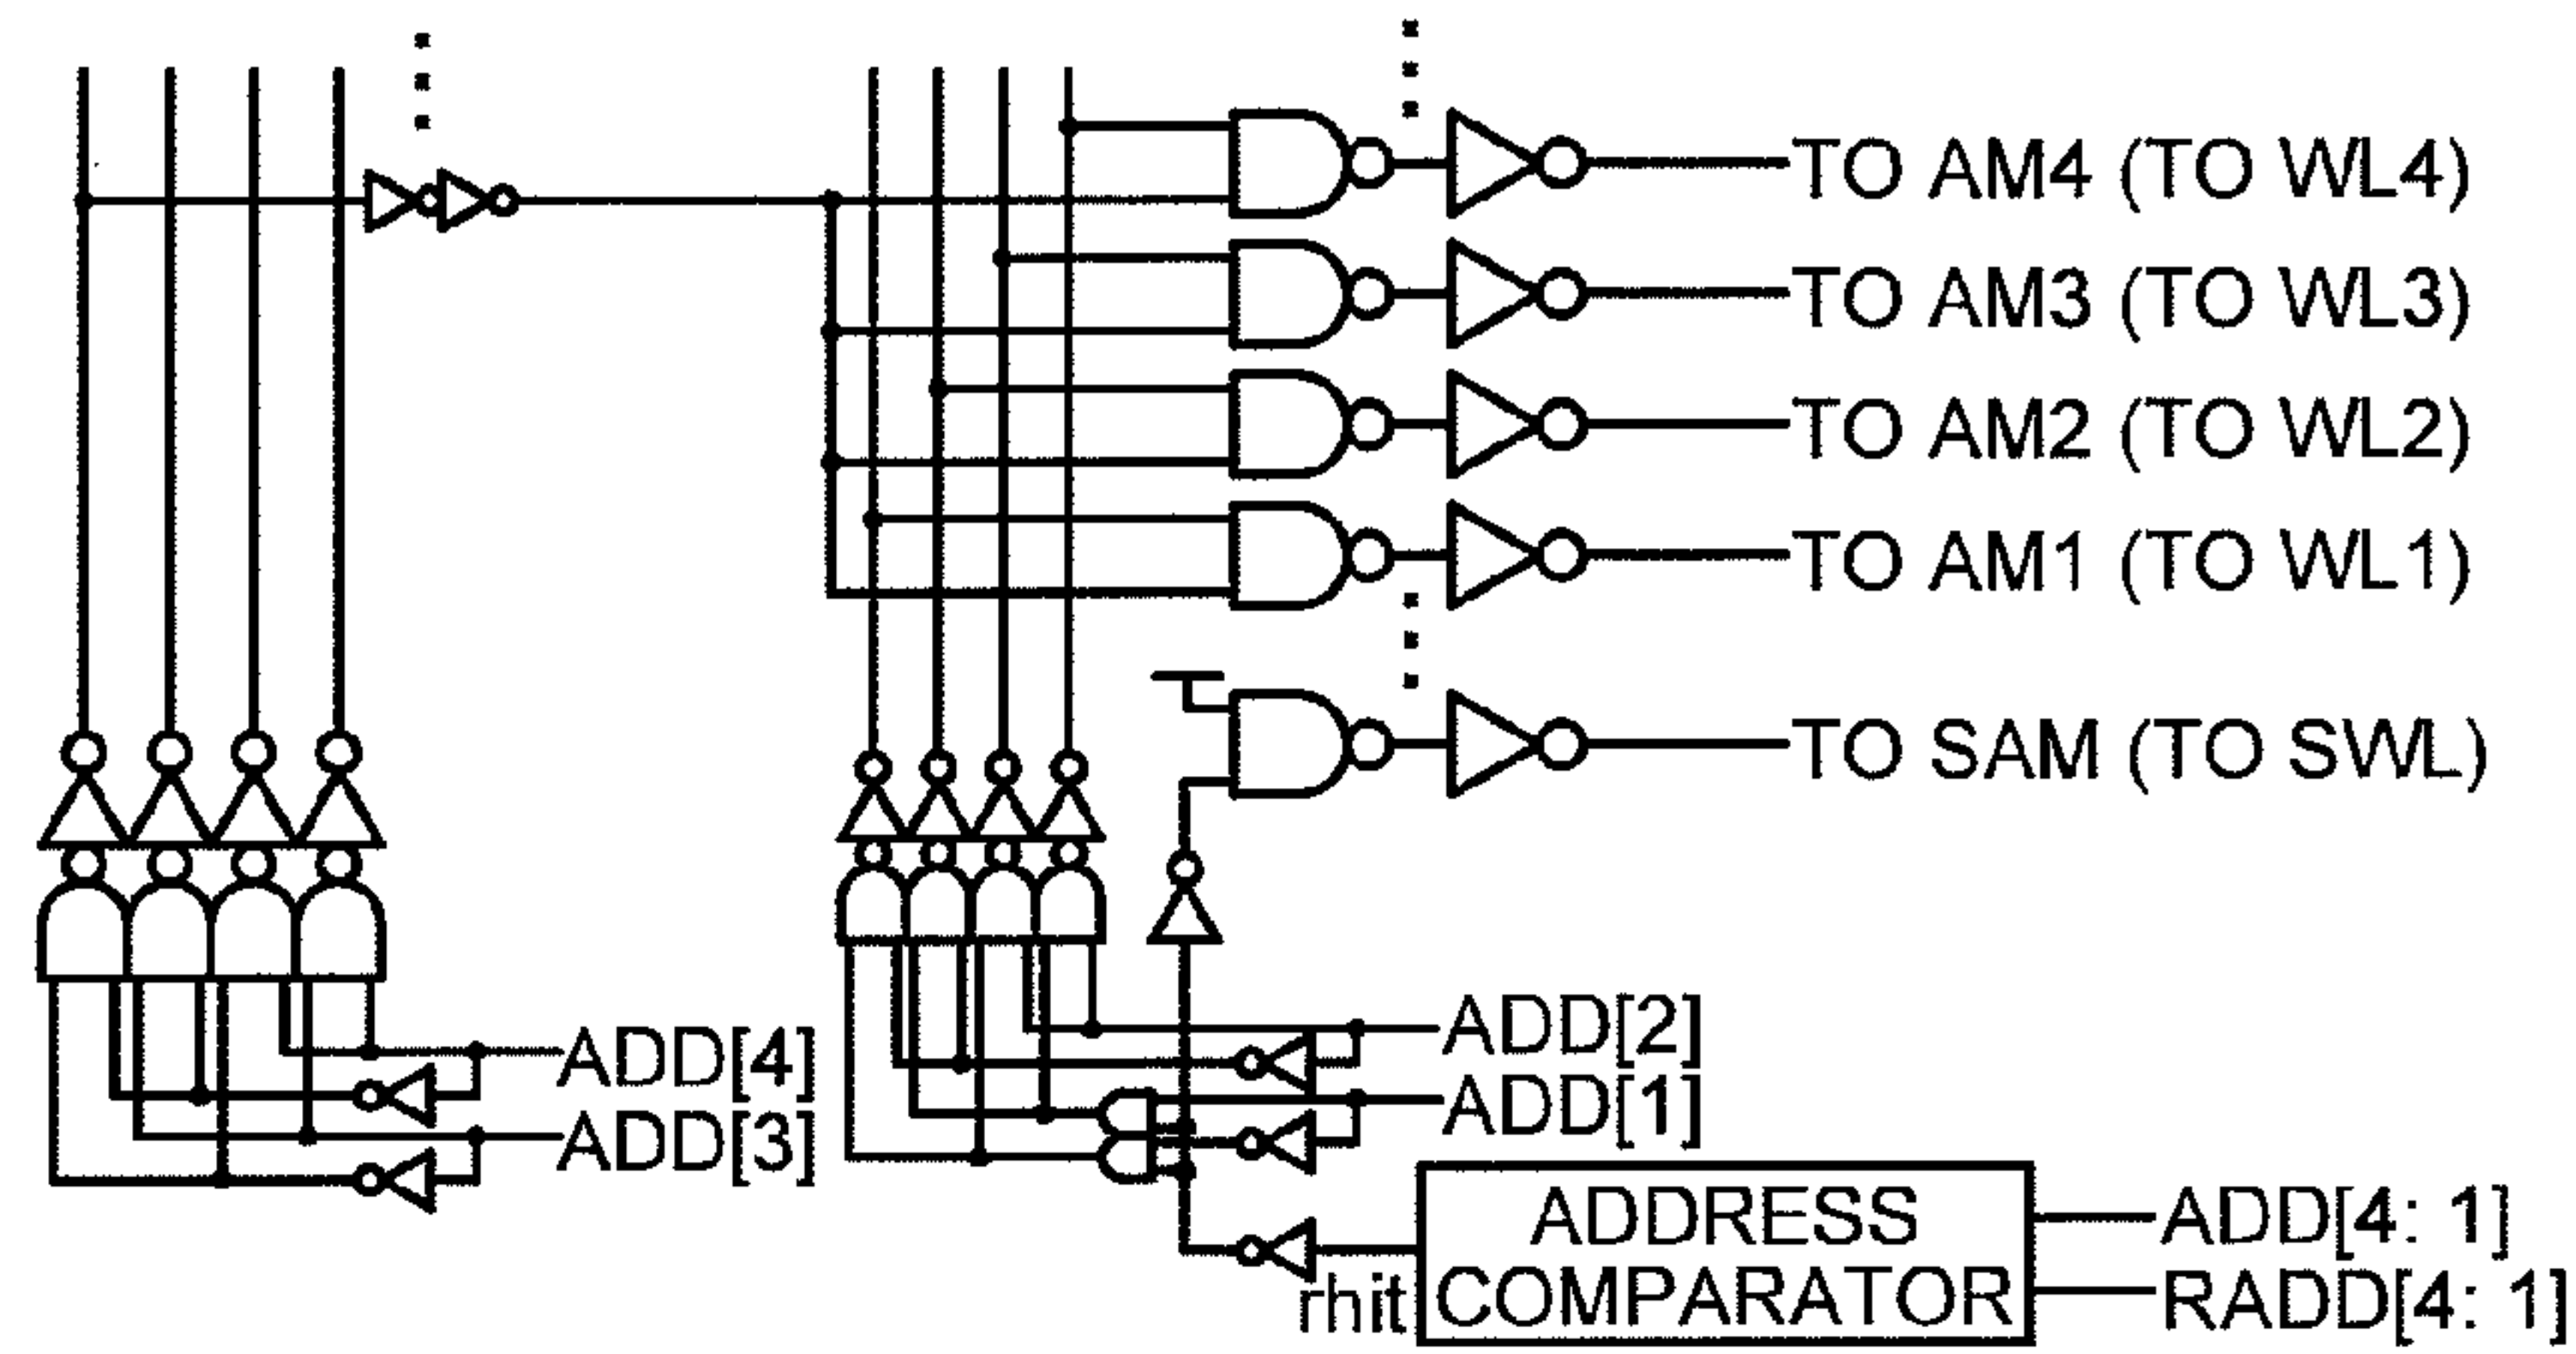 TO AM4 (TO WL4)
TO AM3 (TO WL3)
TO AM2 (TO WL2)
TO AM1 (TO WL1)
TO SAM (TO SWL)
ADD[4]
ADD[3]
ADD[2]
ADD[1]
rhit
ADDRESS
COMPARATOR
ADD[4: 1]
RADD[4: 1]